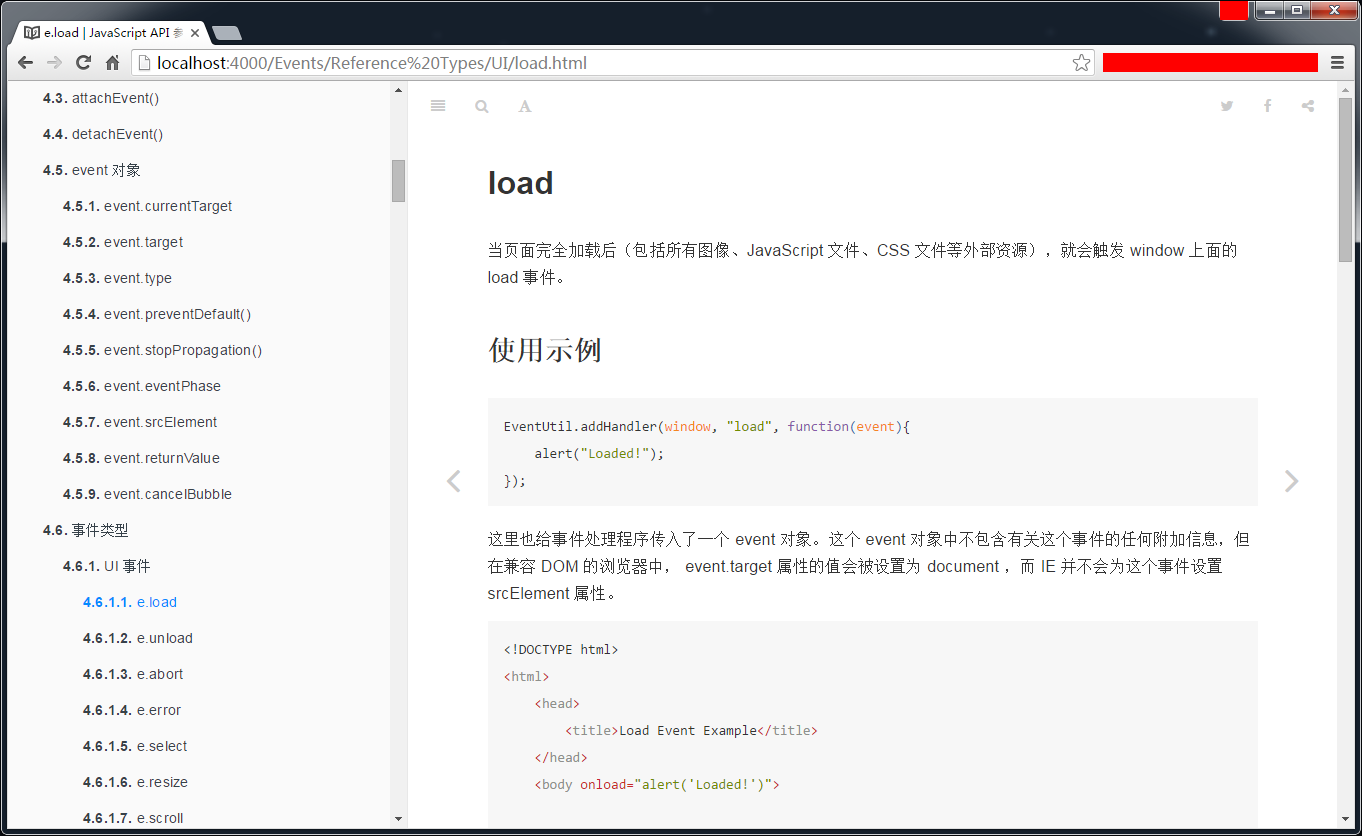 e.load | JavaScript API 参
localhost:4000/Events/Reference%20Types/UI/load.html
4.3. attachEvent()
4.4. detachEvent()
4.5. event 对象
4.5.1. event.currentTarget
4.5.2. event.target
4.5.3. event.type
4.5.4. event.preventDefault()
4.5.5. event.stopPropagation()
4.5.6. event.eventPhase
4.5.7. event.srcElement
4.5.8. event.returnValue
4.5.9. event.cancelBubble
4.6. 事件类型
4.6.1. UI 事件
4.6.1.1. e.load
4.6.1.2. e.unload
4.6.1.3. e.abort
4.6.1.4. e.error
4.6.1.5. e.select
4.6.1.6. e.resize
4.6.1.7. e.scroll
A
load
当页面完全加载后（包括所有图像、JavaScript 文件、CSS 文件等外部资源），就会触发 window 上面的
load 事件。
使用示例
EventUtil.addHandler(window, "load", function(event){
    alert("Loaded!");
});
这里也给事件处理程序传入了一个 event 对象。这个 event 对象中不包含有关这个事件的任何附加信息，但
在兼容 DOM 的浏览器中， event.target 属性的值会被设置为 document ，而 IE 并不会为这个事件设置
srcElement 属性。
<!DOCTYPE html>
<html>
    <head>
        <title>Load Event Example</title>
    </head>
    <body onload="alert('Loaded!')">